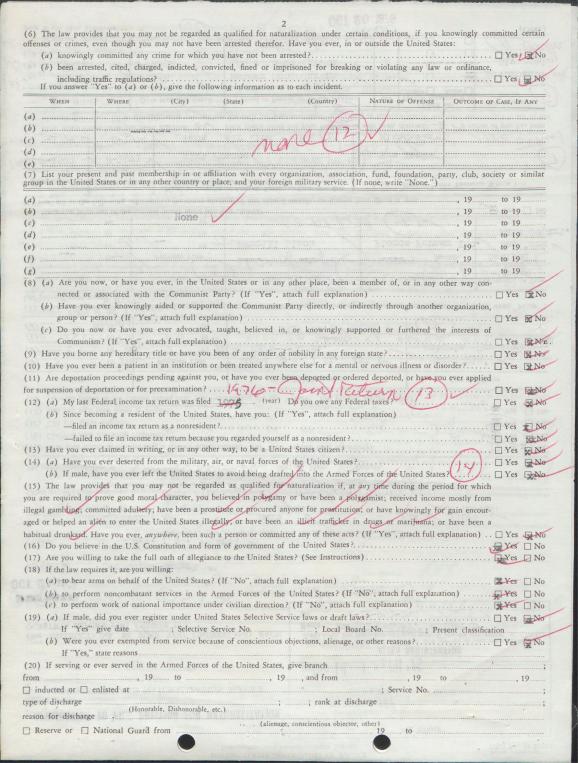 2
(6) The law provides that you may not be regarded as qualified for naturalization under certain conditions, if you knowingly committed certain
offenses or crimes, even though you may not have been arrested therefor. Have you ever, in or outside the United States:
(a) knowingly committed any crime for which you have not been arrested? ☐ Yes ☒ No
(b) been arrested, cited, charged, indicted, convicted, fined or imprisoned for breaking or violating any law or ordinance,
including traffic regulations? ☐ Yes ☒ No
If you answer "Yes" to (a) or (b), give the following information as to each incident.
WHEN WHERE (City) (State) (Country) NATURE OF OFFENSE OUTCOME OF CASE, IF ANY
(a)
(b)
(c) none 12
(d)
(e)
(7) List your present and past membership in or affiliation with every organization, association, fund, foundation, party, club, society or similar
group in the United States or in any other country or place, and your foreign military service. (If none, write "None.")
(a) , 19 to 19
(b) , 19 to 19
(c) None , 19 to 19
(d) , 19 to 19
(e) , 19 to 19
(f) , 19 to 19
(g) , 19 to 19
(8) (a) Are you now, or have you ever, in the United States or in any other place, been a member of, or in any other way con-
nected or associated with the Communist Party? (If "Yes", attach full explanation) ☐ Yes ☒ No
(b) Have you ever knowingly aided or supported the Communist Party directly, or indirectly through another organization,
group or person? (If "Yes", attach full explanation) ☐ Yes ☒ No
(c) Do you now or have you ever advocated, taught, believed in, or knowingly supported or furthered the interests of
Communism? (If "Yes", attach full explanation) ☐ Yes ☒ No
(9) Have you borne any hereditary title or have you been of any order of nobility in any foreign state? ☐ Yes ☒ No
(10) Have you ever been a patient in an institution or been treated anywhere else for a mental or nervous illness or disorder? ☐ Yes ☒ No
(11) Are deportation proceedings pending against you, or have you ever been deported or ordered deported, or have you ever applied
for suspension of deportation or for preexamination? ☐ Yes ☒ No
1976 - Return 13
(12) (a) My last Federal income tax return was filed (year) Do you owe any Federal taxes? ☐ Yes ☒ No
(b) Since becoming a resident of the United States, have you: (If "Yes", attach full explanation)
—filed an income tax return as a nonresident? ☐ Yes ☒ No
—failed to file an income tax return because you regarded yourself as a nonresident? ☐ Yes ☒ No
(13) Have you claimed in writing, or in any other way, to be a United States citizen? ☐ Yes ☒ No
(14) (a) Have you ever deserted from the military, air, or naval forces of the United States? ☐ Yes ☒ No
(b) If male, have you ever left the United States to avoid being drafted into the Armed Forces of the United States? 14 ☐ Yes ☒ No
(15) The law provides that you may not be regarded as qualified for naturalization if, at any time during the period for which
you are required to prove good moral character, you believed in polygamy or have been a polygamist; received income mostly from
illegal gambling, committed adultery; have been a prostitute or procured anyone for prostitution; or have knowingly for gain encour-
aged or helped an alien to enter the United States illegally; or have been an illicit trafficker in drugs or marihuana; or have been a
habitual drunkard. Have you ever, anywhere, been such a person or committed any of these acts? (If "Yes", attach full explanation) ☐ Yes ☒ No
(16) Do you believe in the U.S. Constitution and form of government of the United States? ☒ Yes ☐ No
(17) Are you willing to take the full oath of allegiance to the United States? (See Instructions) ☒ Yes ☐ No
(18) If the law requires it, are you willing:
(a) to bear arms on behalf of the United States? (If "No", attach full explanation) ☒ Yes ☐ No
(b) to perform noncombatant services in the Armed Forces of the United States? (If "No", attach full explanation) ☒ Yes ☐ No
(c) to perform work of national importance under civilian direction? (If "No", attach full explanation) ☒ Yes ☐ No
(19) (a) If male, did you ever register under United States Selective Service laws or draft laws? ☐ Yes ☒ No
If "Yes" give date ; Selective Service No. ; Local Board No. ; Present classification
(b) Were you ever exempted from service because of conscientious objections, alienage, or other reasons? ☐ Yes ☒ No
If "Yes," state reasons
(20) If serving or ever served in the Armed Forces of the United States, give branch ;
from , 19 to , 19 , and from , 19 to , 19
☐ inducted or ☐ enlisted at ; Service No. ;
type of discharge ; rank at discharge ;
(Honorable, Dishonorable, etc.)
reason for discharge ;
(alienage, conscientious objector, other)
☐ Reserve or ☐ National Guard from 19 to